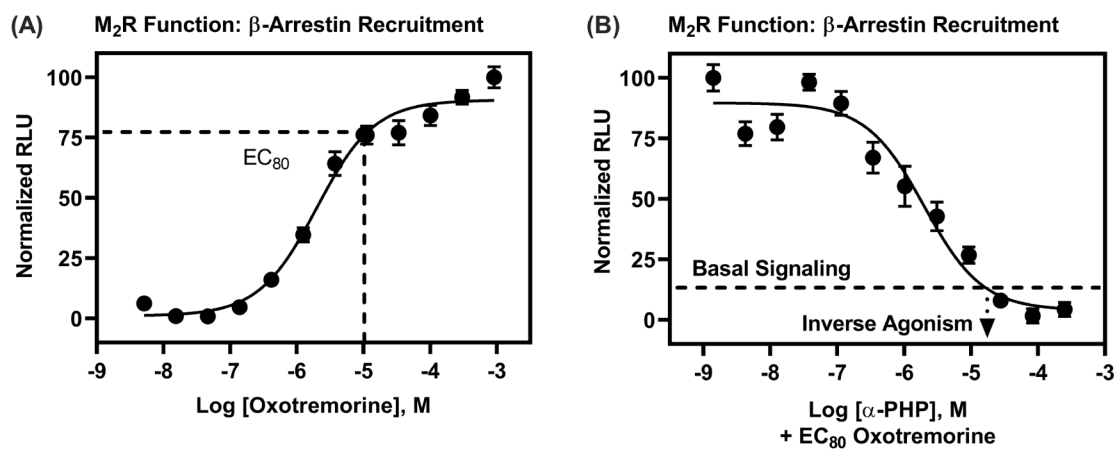 (A) M₂R Function: β-Arrestin Recruitment
Normalized RLU
100
75
50
25
0
EC₈₀
-9 -8 -7 -6 -5 -4 -3
Log [Oxotremorine], M
(B) M₂R Function: β-Arrestin Recruitment
Normalized RLU
100
75
50
25
0
Basal Signaling
Inverse Agonism
-9 -8 -7 -6 -5 -4 -3
Log [α-PHP], M
+ EC₈₀ Oxotremorine